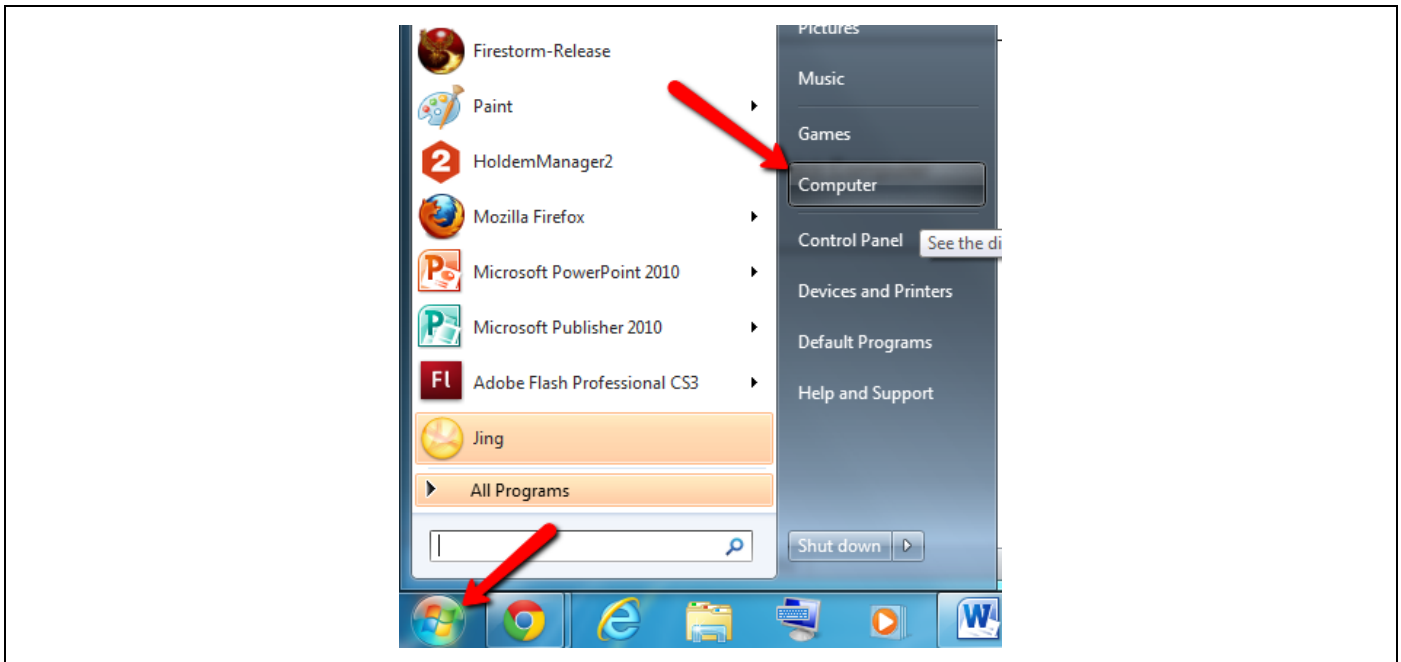 Firestorm-Release
Paint
HoldemManager2
Mozilla Firefox
Microsoft PowerPoint 2010
Microsoft Publisher 2010
Adobe Flash Professional CS3
Jing
All Programs
Pictures
Music
Games
Computer
Control Panel
See the di
Devices and Printers
Default Programs
Help and Support
Shut down